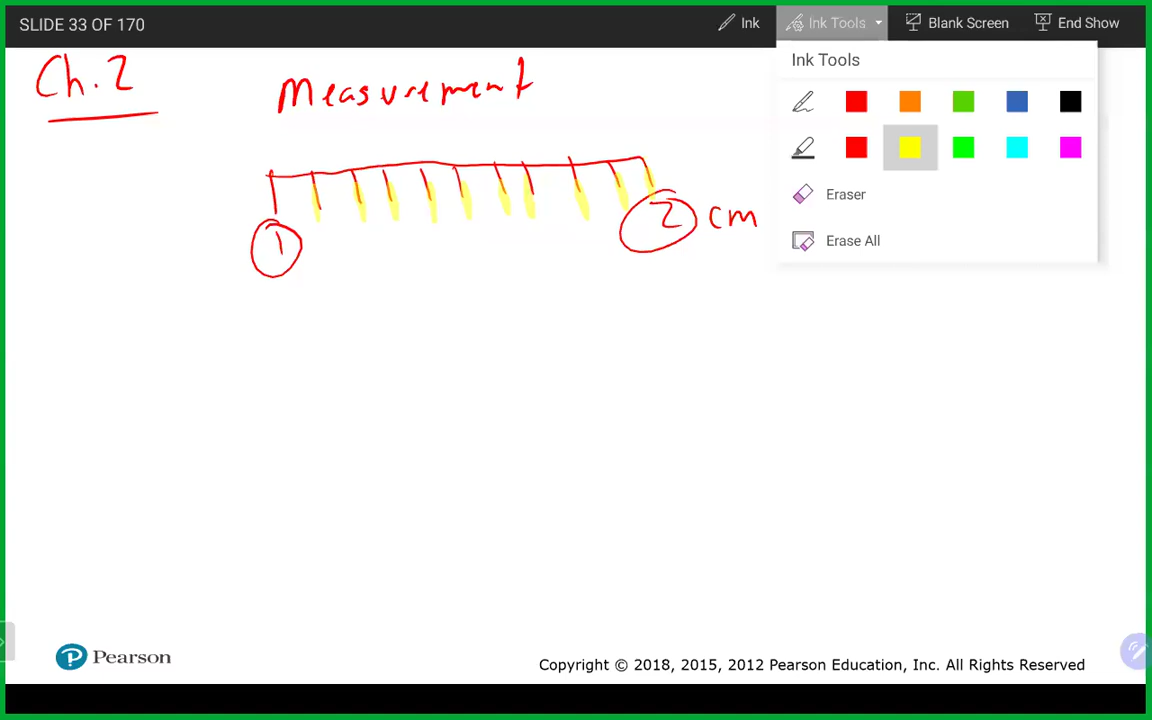 SLIDE 33 OF 170
Ink
Ink Tools
Blank Screen
End Show
Ink Tools
Eraser
Erase All
Ch. 2
Measurement
1
2 cm
Pearson
Copyright © 2018, 2015, 2012 Pearson Education, Inc. All Rights Reserved